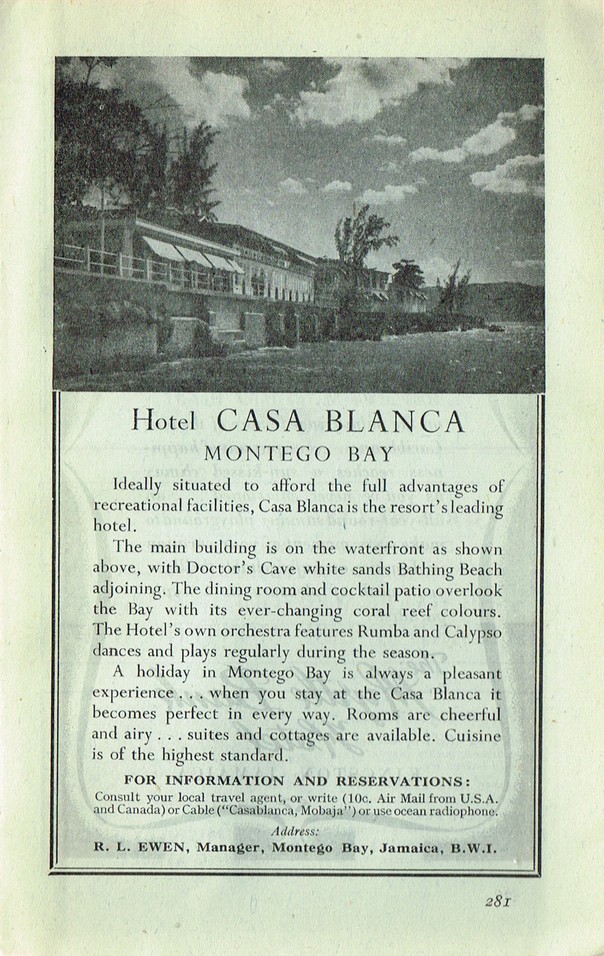 Hotel CASA BLANCA
MONTEGO BAY
Ideally situated to afford the full advantages of
recreational facilities, Casa Blanca is the resort's leading
hotel.
The main building is on the waterfront as shown
above, with Doctor's Cave white sands Bathing Beach
adjoining. The dining room and cocktail patio overlook
the Bay with its ever-changing coral reef colours.
The Hotel's own orchestra features Rumba and Calypso
dances and plays regularly during the season.
A holiday in Montego Bay is always a pleasant
experience . . . when you stay at the Casa Blanca it
becomes perfect in every way. Rooms are cheerful
and airy . . . suites and cottages are available. Cuisine
is of the highest standard.
FOR INFORMATION AND RESERVATIONS:
Consult your local travel agent, or write (10c. Air Mail from U.S.A.
and Canada) or Cable ("Casablanca, Mobaja") or use ocean radiophone.
Address:
R. L. EWEN, Manager, Montego Bay, Jamaica, B.W.I.
281